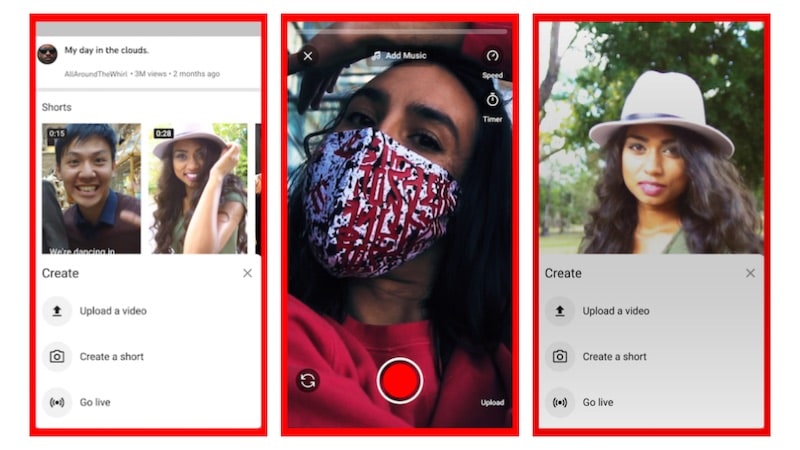 My day in the clouds.
AllAroundTheWhirl • 3M views • 2 months ago
Shorts
0:15
0:28
We're dancing in
Create
Upload a video
Create a short
Go live
Add Music
Speed
Timer
Upload
Create
Upload a video
Create a short
Go live